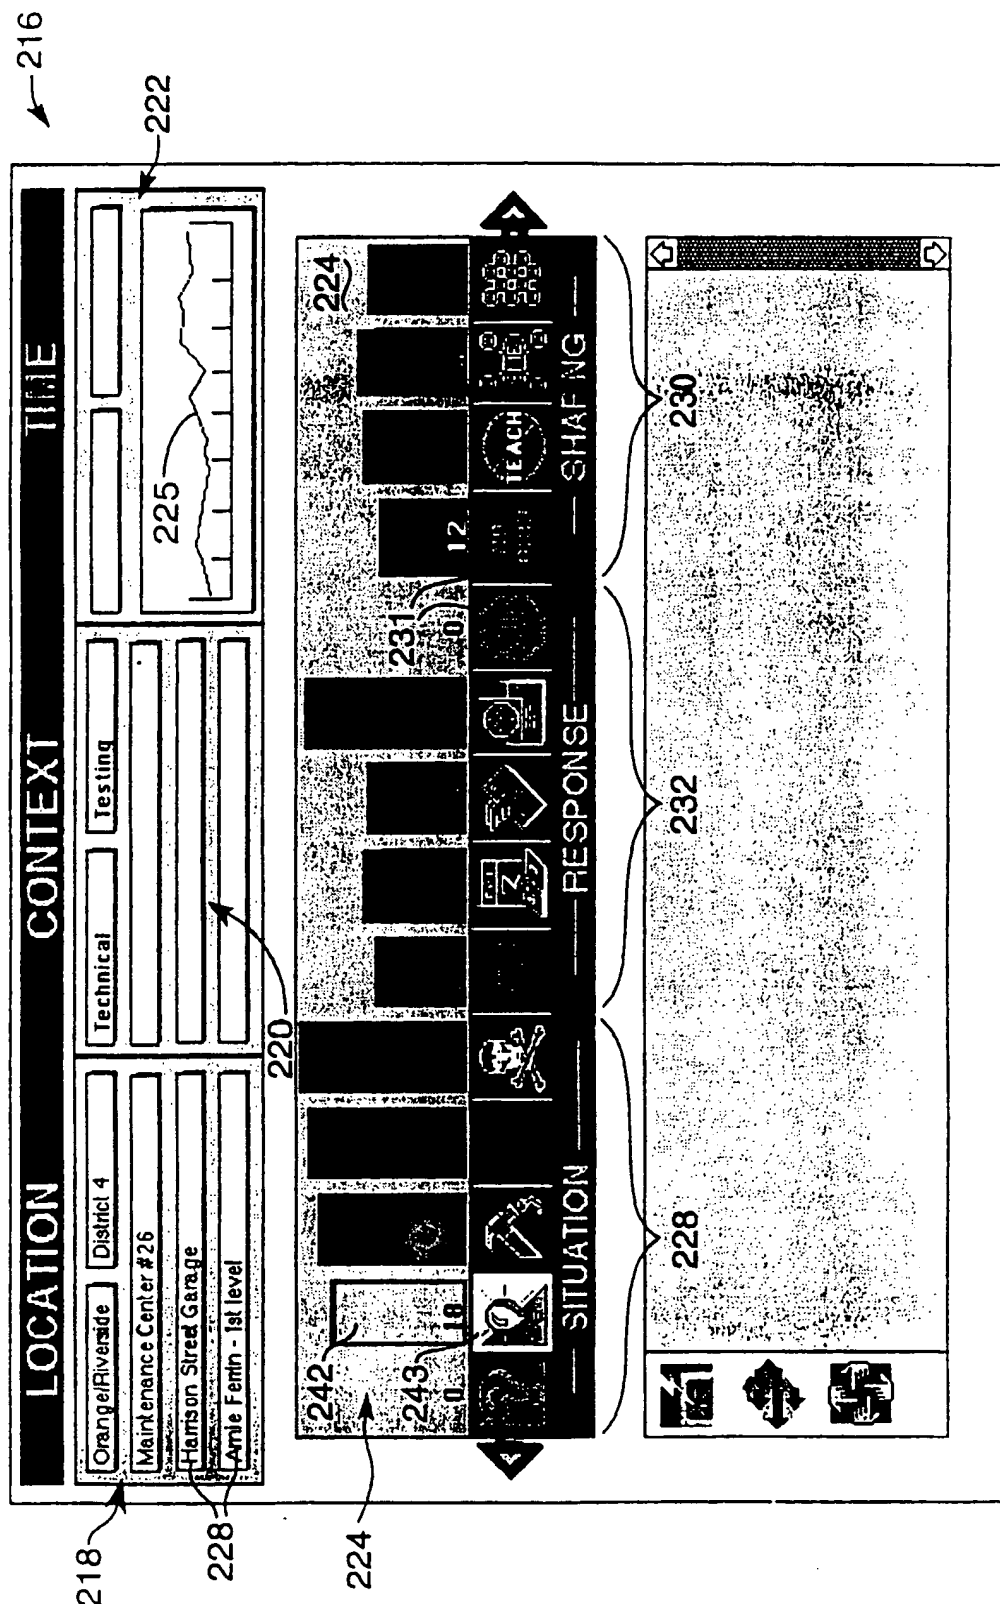 216
LOCATION CONTEXT TIME
222
Orange/Riverside District 4 Technical Testing
Maintenance Center #26
Harrison Street Garage
Arnie Fentin - 1st level
225
218
228
220
224
242
243
224
231
0 18 0 12
TEACH
SITUATION RESPONSE SHARING
228 232 230